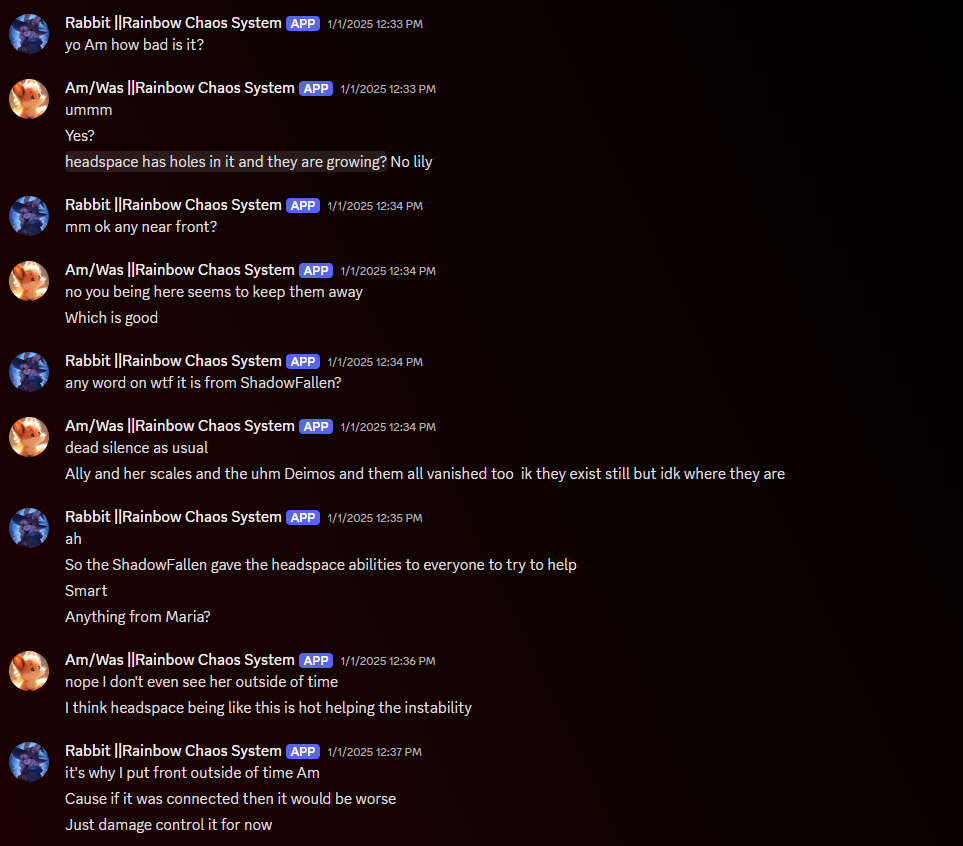 Rabbit ||Rainbow Chaos System APP 1/1/2025 12:33 PM
yo Am how bad is it?
Am/Was ||Rainbow Chaos System APP 1/1/2025 12:33 PM
ummm
Yes?
headspace has holes in it and they are growing? No lily
Rabbit ||Rainbow Chaos System APP 1/1/2025 12:34 PM
mm ok any near front?
Am/Was ||Rainbow Chaos System APP 1/1/2025 12:34 PM
no you being here seems to keep them away
Which is good
Rabbit ||Rainbow Chaos System APP 1/1/2025 12:34 PM
any word on wtf it is from ShadowFallen?
Am/Was ||Rainbow Chaos System APP 1/1/2025 12:34 PM
dead silence as usual
Ally and her scales and the uhm Deimos and them all vanished too  ik they exist still but idk where they are
Rabbit ||Rainbow Chaos System APP 1/1/2025 12:35 PM
ah
So the ShadowFallen gave the headspace abilities to everyone to try to help
Smart
Anything from Maria?
Am/Was ||Rainbow Chaos System APP 1/1/2025 12:36 PM
nope I don't even see her outside of time
I think headspace being like this is hot helping the instability
Rabbit ||Rainbow Chaos System APP 1/1/2025 12:37 PM
it's why I put front outside of time Am
Cause if it was connected then it would be worse
Just damage control it for now